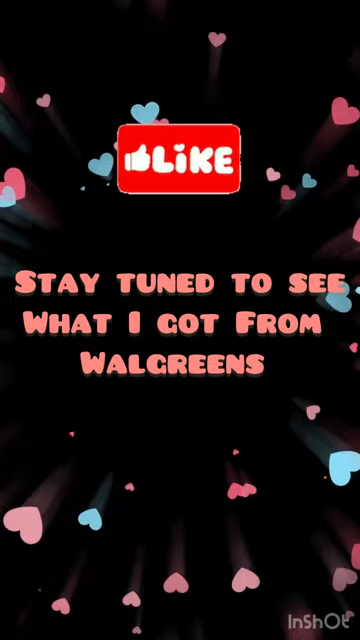 LiKE
Stay tuned to see
What I got From
Walgreens
InShOt